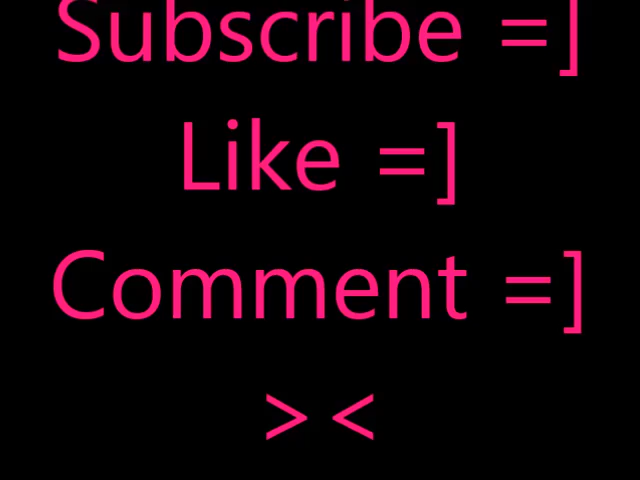 Subscribe =]
Like =]
Comment =]
> <